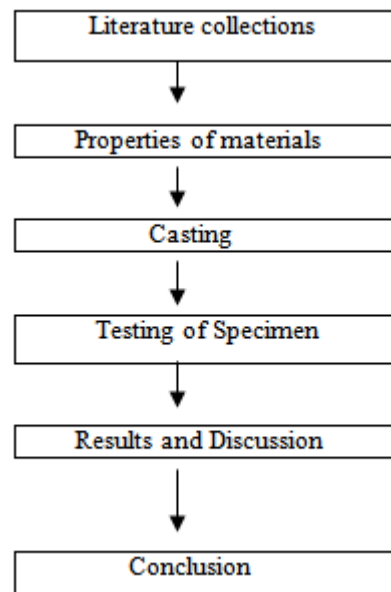 Literature collections
Properties of materials
Casting
Testing of Specimen
Results and Discussion
Conclusion